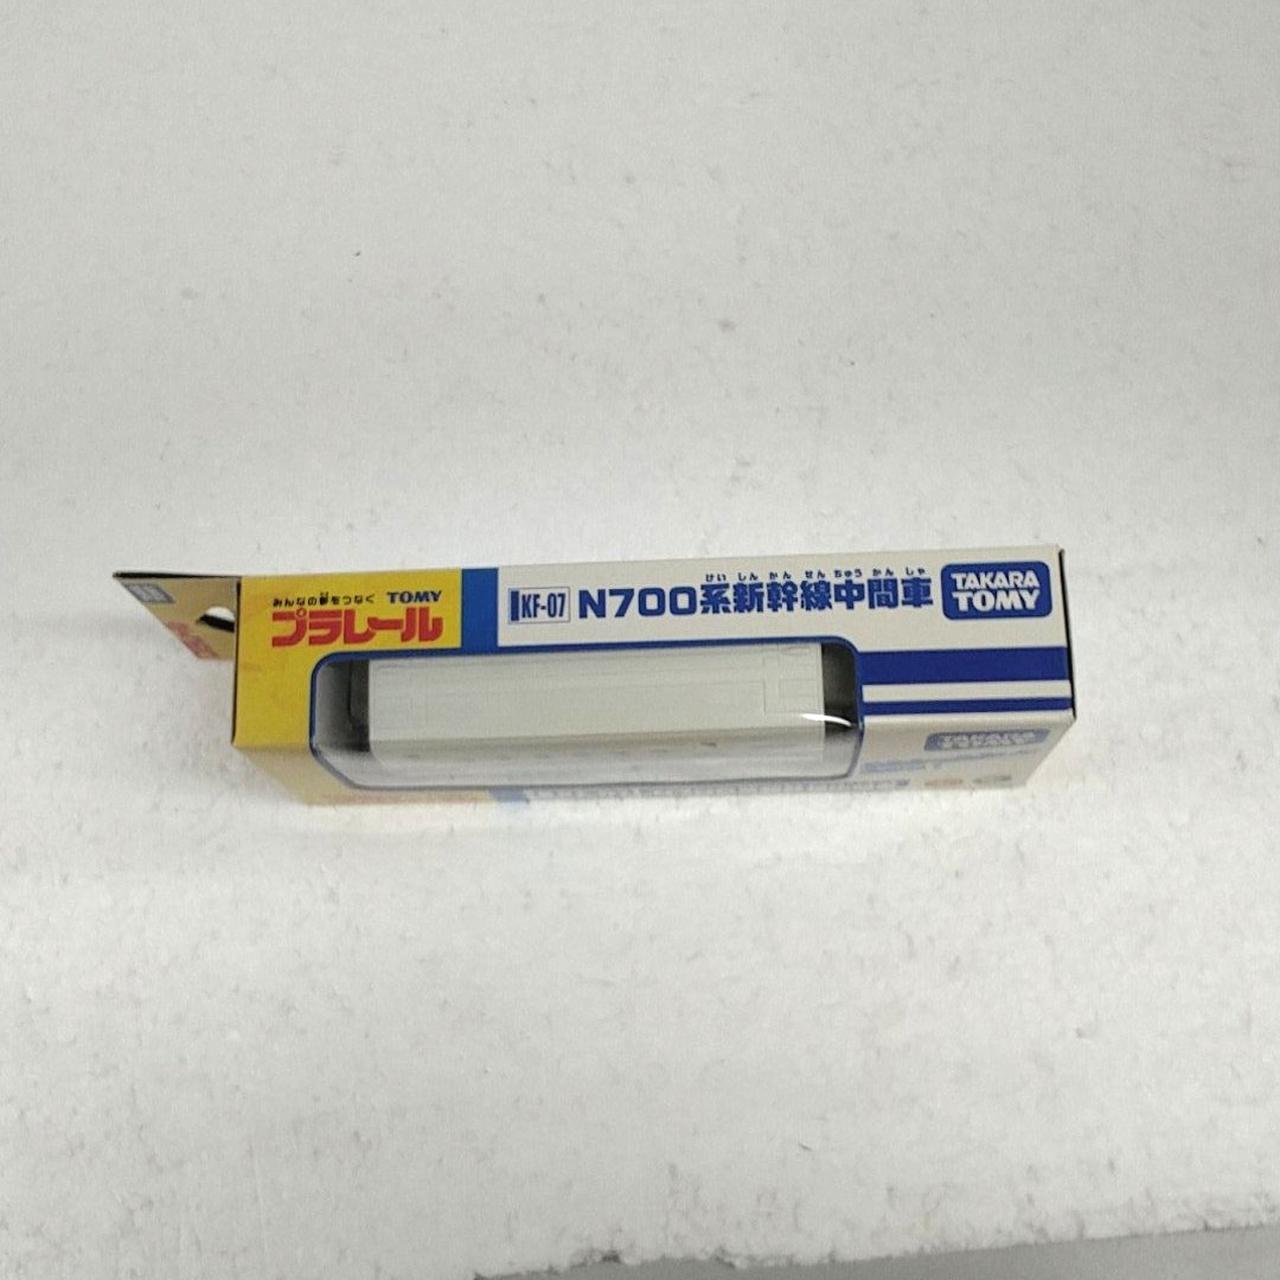 みんなの夢をつなぐ TOMY
プラレール
KF-07 N700系新幹線中間車
けい しん かん せん ちゅう かん しゃ
TAKARA TOMY